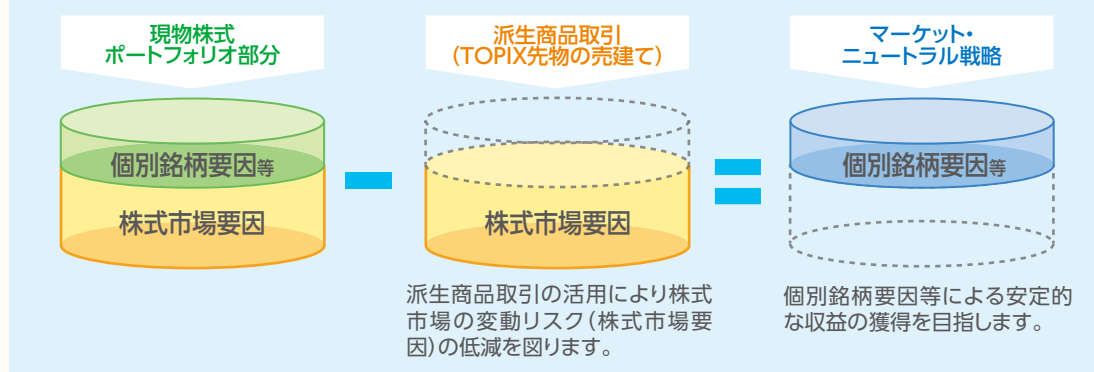 現物株式
ポートフォリオ部分
派生商品取引
(TOPIX先物の売建て)
マーケット・
ニュートラル戦略
個別銘柄要因等
株式市場要因
株式市場要因
個別銘柄要因等
派生商品取引の活用により株式
市場の変動リスク(株式市場要
因)の低減を図ります。
個別銘柄要因等による安定的
な収益の獲得を目指します。